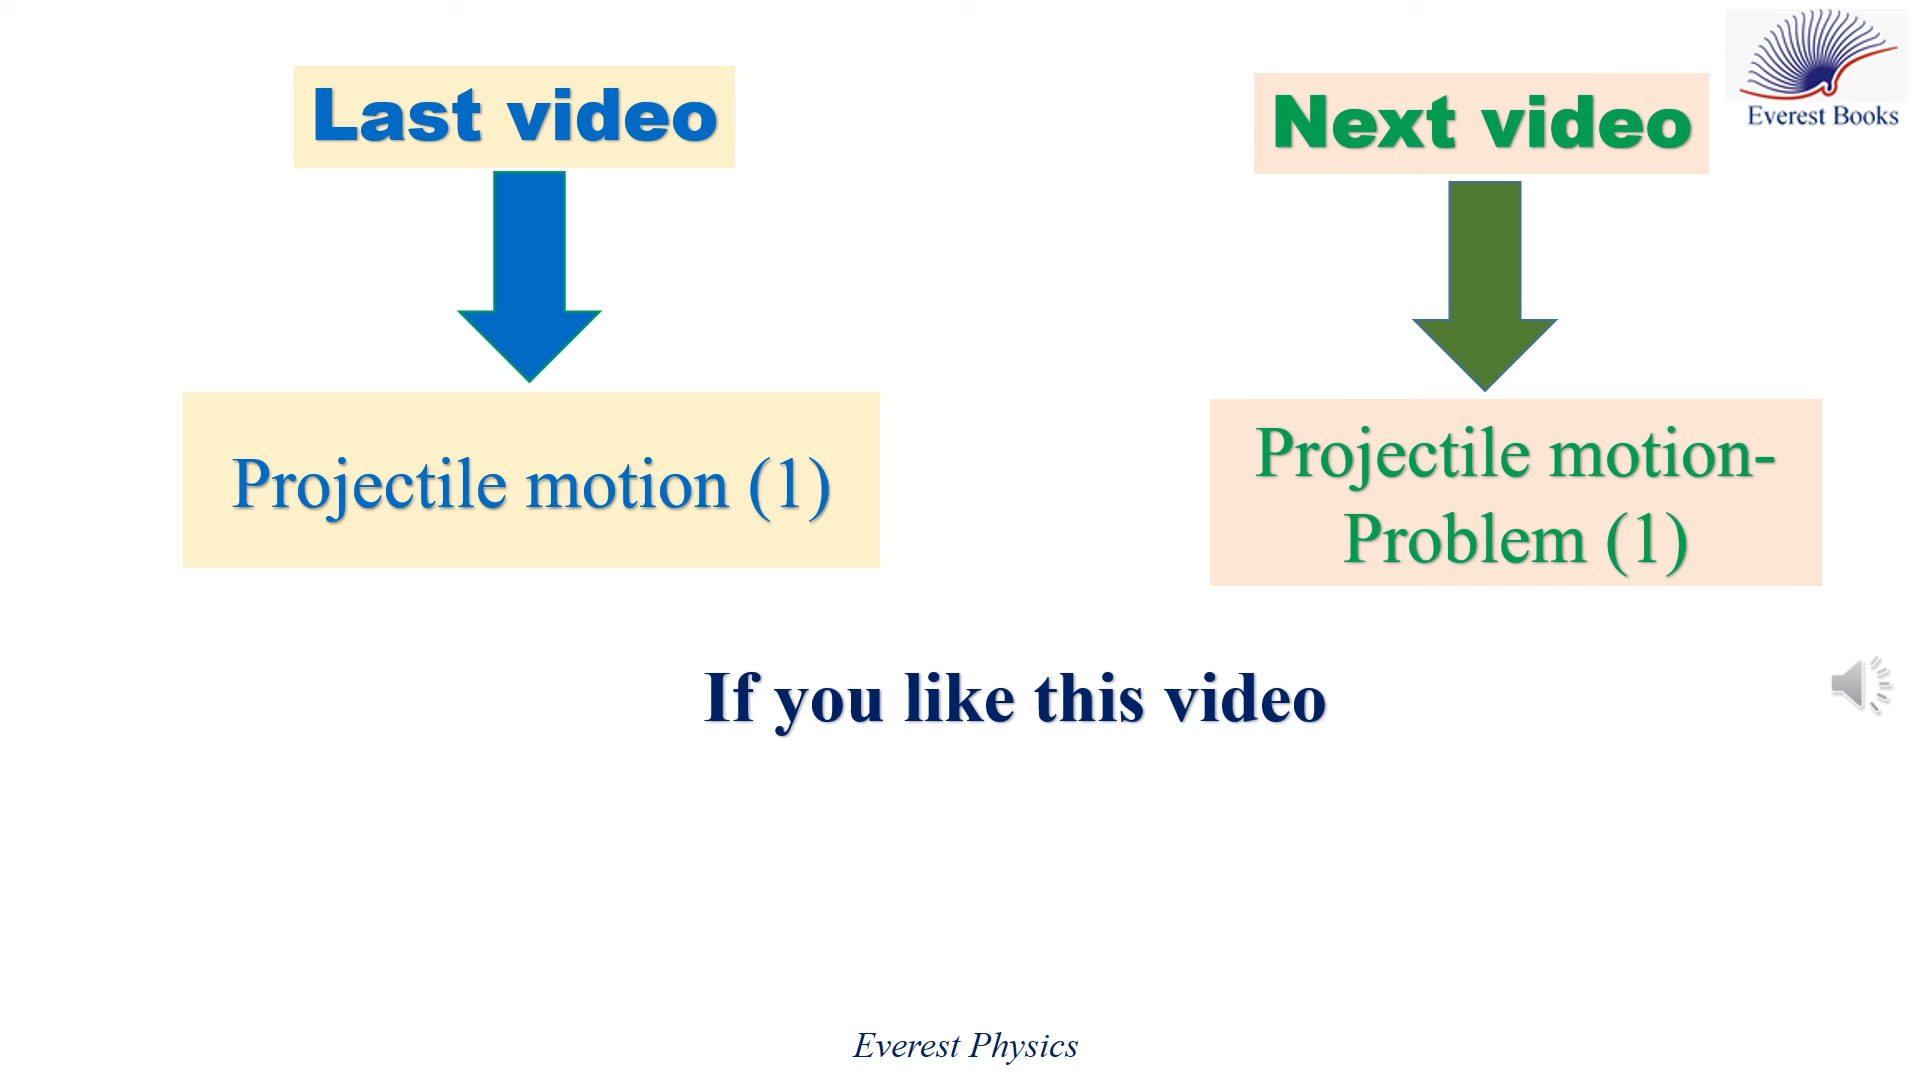 Last video
Next video
Everest Books
Projectile motion (1)
Projectile motion-
Problem (1)
If you like this video
Everest Physics